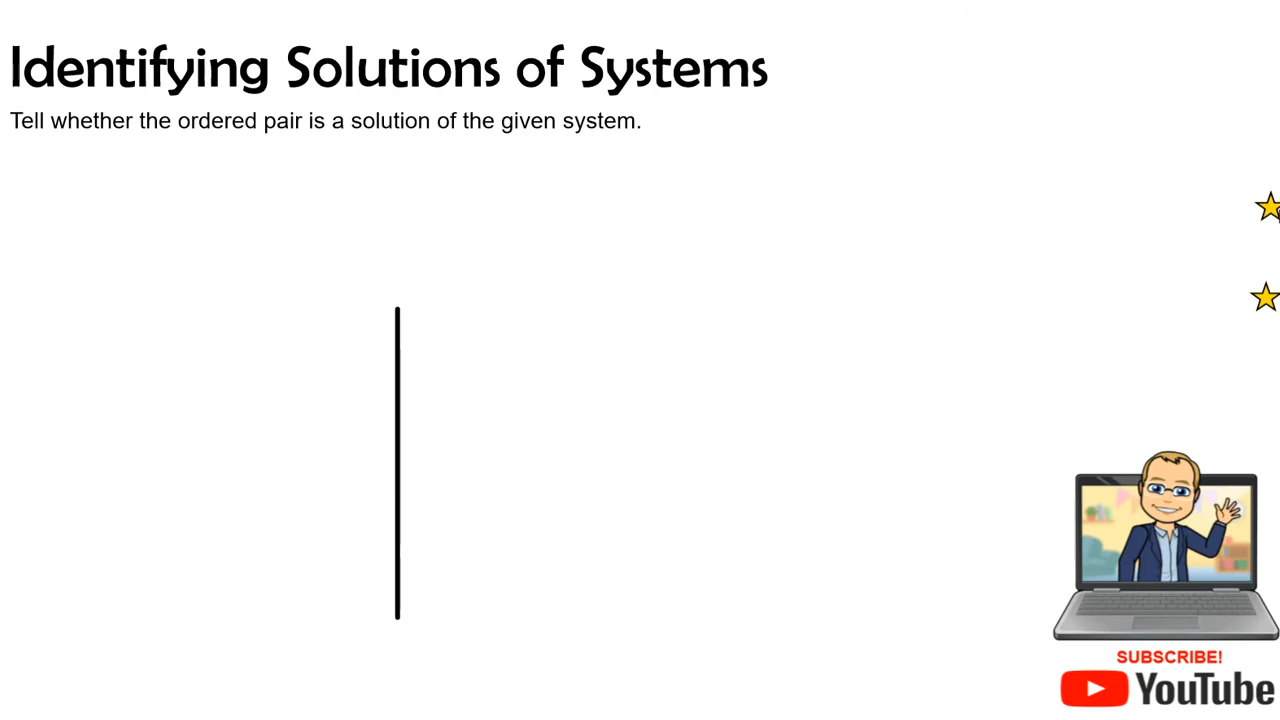 Identifying Solutions of Systems
Tell whether the ordered pair is a solution of the given system.
SUBSCRIBE!
YouTube